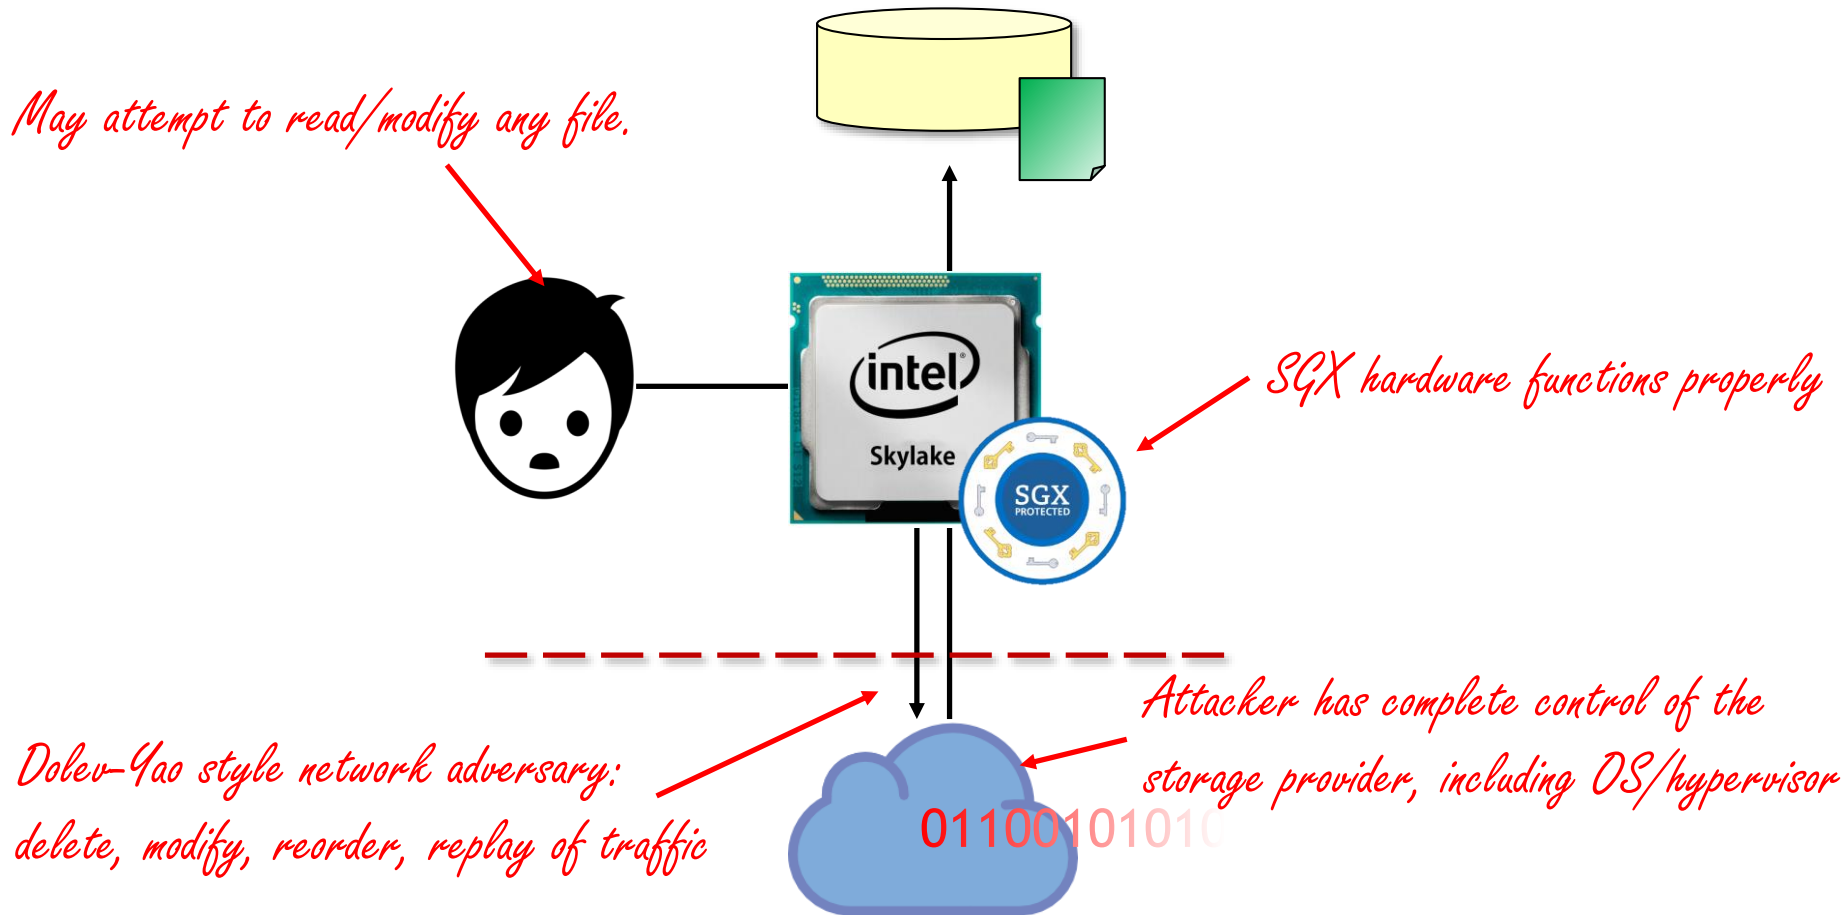 May attempt to read/modify any file.
intel®
Skylake
SGX hardware functions properly
SGX
PROTECTED
Attacker has complete control of the
storage provider, including OS/hypervisor
Dolev-Yao style network adversary:
delete, modify, reorder, replay of traffic
01100101010